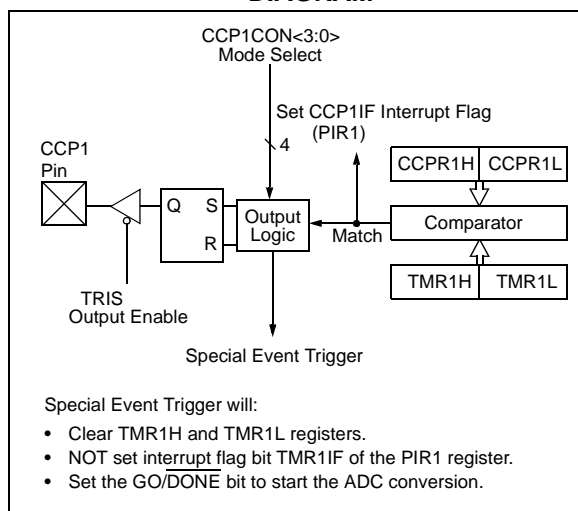 DIAGRAM
CCP1CON<3:0>
Mode Select
Set CCP1IF Interrupt Flag
(PIR1)
4
CCP1
Pin
CCPR1H CCPR1L
Q S
R
Output
Logic
Match
Comparator
TRIS
Output Enable
TMR1H TMR1L
Special Event Trigger
Special Event Trigger will:
• Clear TMR1H and TMR1L registers.
• NOT set interrupt flag bit TMR1IF of the PIR1 register.
• Set the GO/DONE bit to start the ADC conversion.